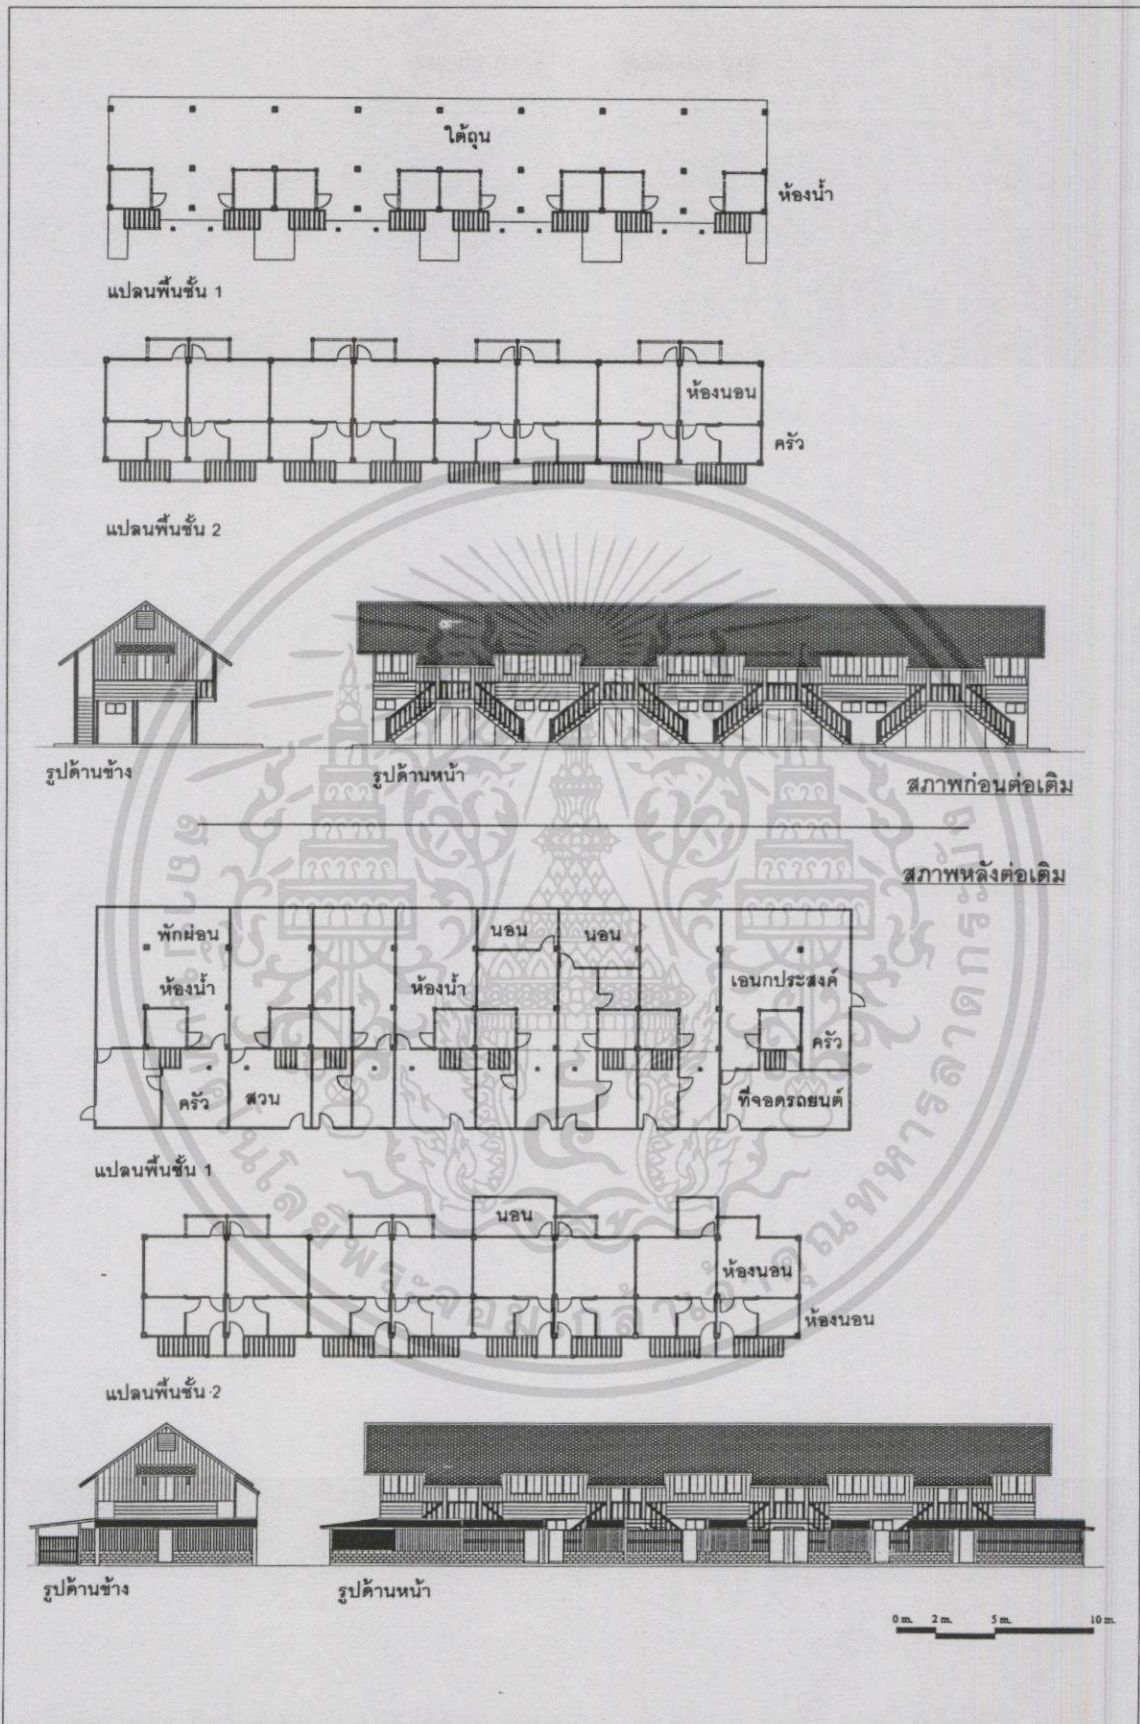 ใต้ถุน
ห้องน้ำ
แปลนพื้นชั้น 1
ห้องนอน
ครัว
แปลนพื้นชั้น 2
รูปด้านข้าง
รูปด้านหน้า
สภาพก่อนต่อเติม
สภาพหลังต่อเติม
พักผ่อน
นอน
นอน
ห้องน้ำ
ห้องน้ำ
เอนกประสงค์
ครัว
ครัว
สวน
ที่จอดรถยนต์
แปลนพื้นชั้น 1
นอน
ห้องนอน
ห้องนอน
แปลนพื้นชั้น 2
รูปด้านข้าง
รูปด้านหน้า
0 m. 2 m. 5 m. 10 m.